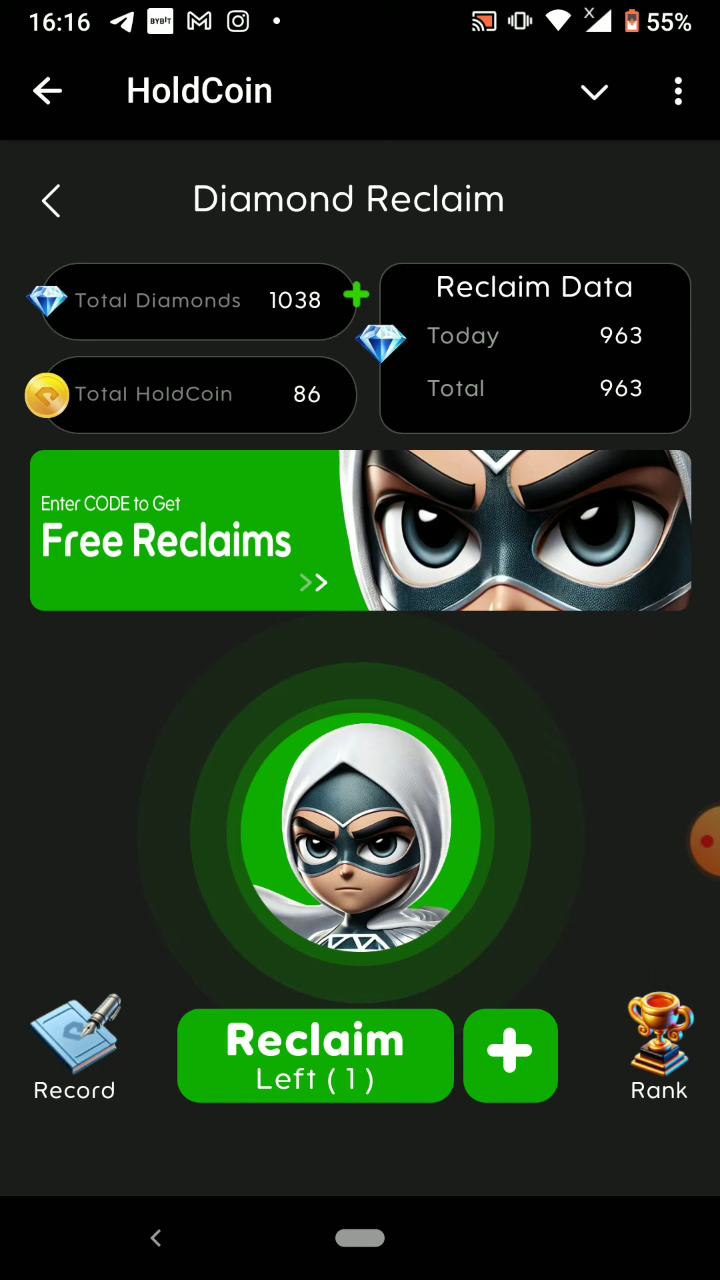 16:16 BYBIT 55%
HoldCoin
Diamond Reclaim
Total Diamonds 1038
Total HoldCoin 86
Reclaim Data
Today 963
Total 963
Enter CODE to Get
Free Reclaims
>>
Reclaim
Left ( 1 )
Record
Rank